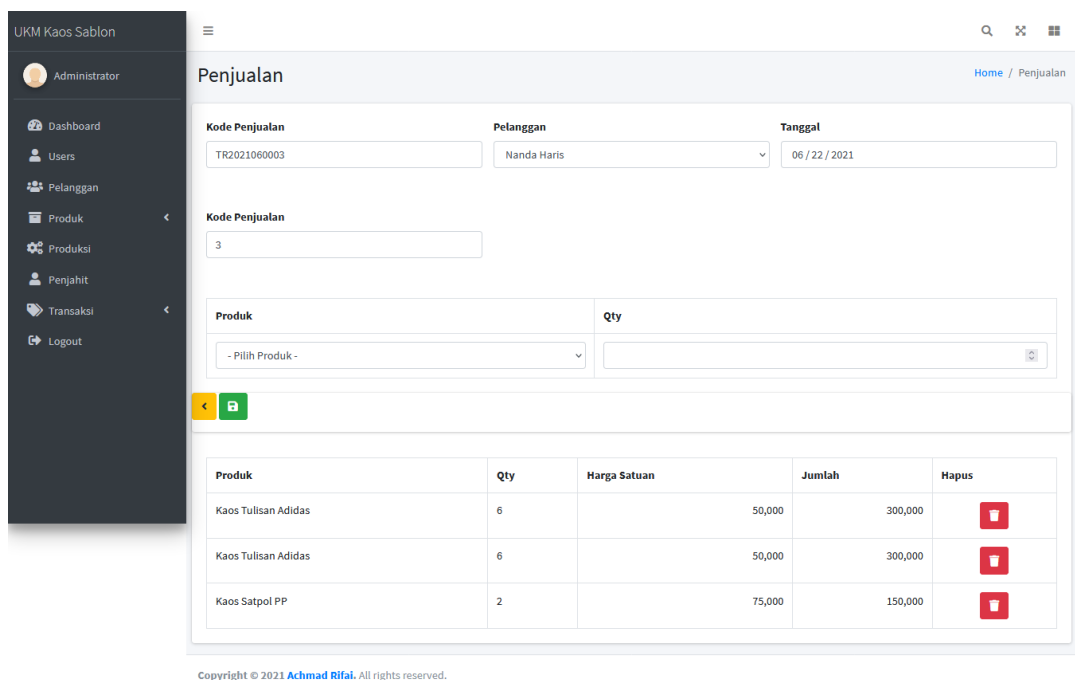 UKM Kaos Sablon
Administrator
Dashboard
Users
Pelanggan
Produk
Produksi
Penjahit
Transaksi
Logout
Penjualan
Home / Penjualan
Kode Penjualan Pelanggan Tanggal
TR2021060003 Nanda Haris 06 / 22 / 2021
Kode Penjualan
3
Produk Qty
- Pilih Produk -
Produk Qty Harga Satuan Jumlah Hapus
Kaos Tulisan Adidas 6 50,000 300,000
Kaos Tulisan Adidas 6 50,000 300,000
Kaos Satpol PP 2 75,000 150,000
Copyright © 2021 Achmad Rifai. All rights reserved.